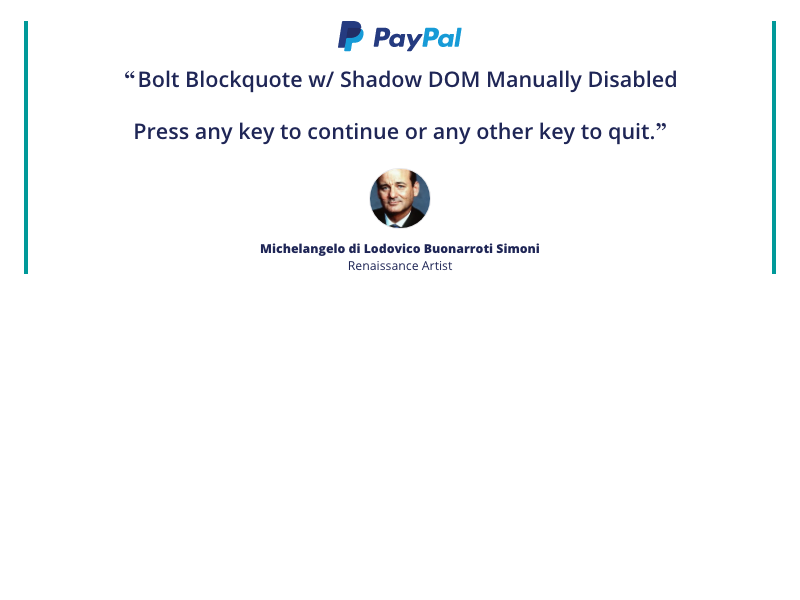 PayPal
“Bolt Blockquote w/ Shadow DOM Manually Disabled
Press any key to continue or any other key to quit.”
Michelangelo di Lodovico Buonarroti Simoni
Renaissance Artist